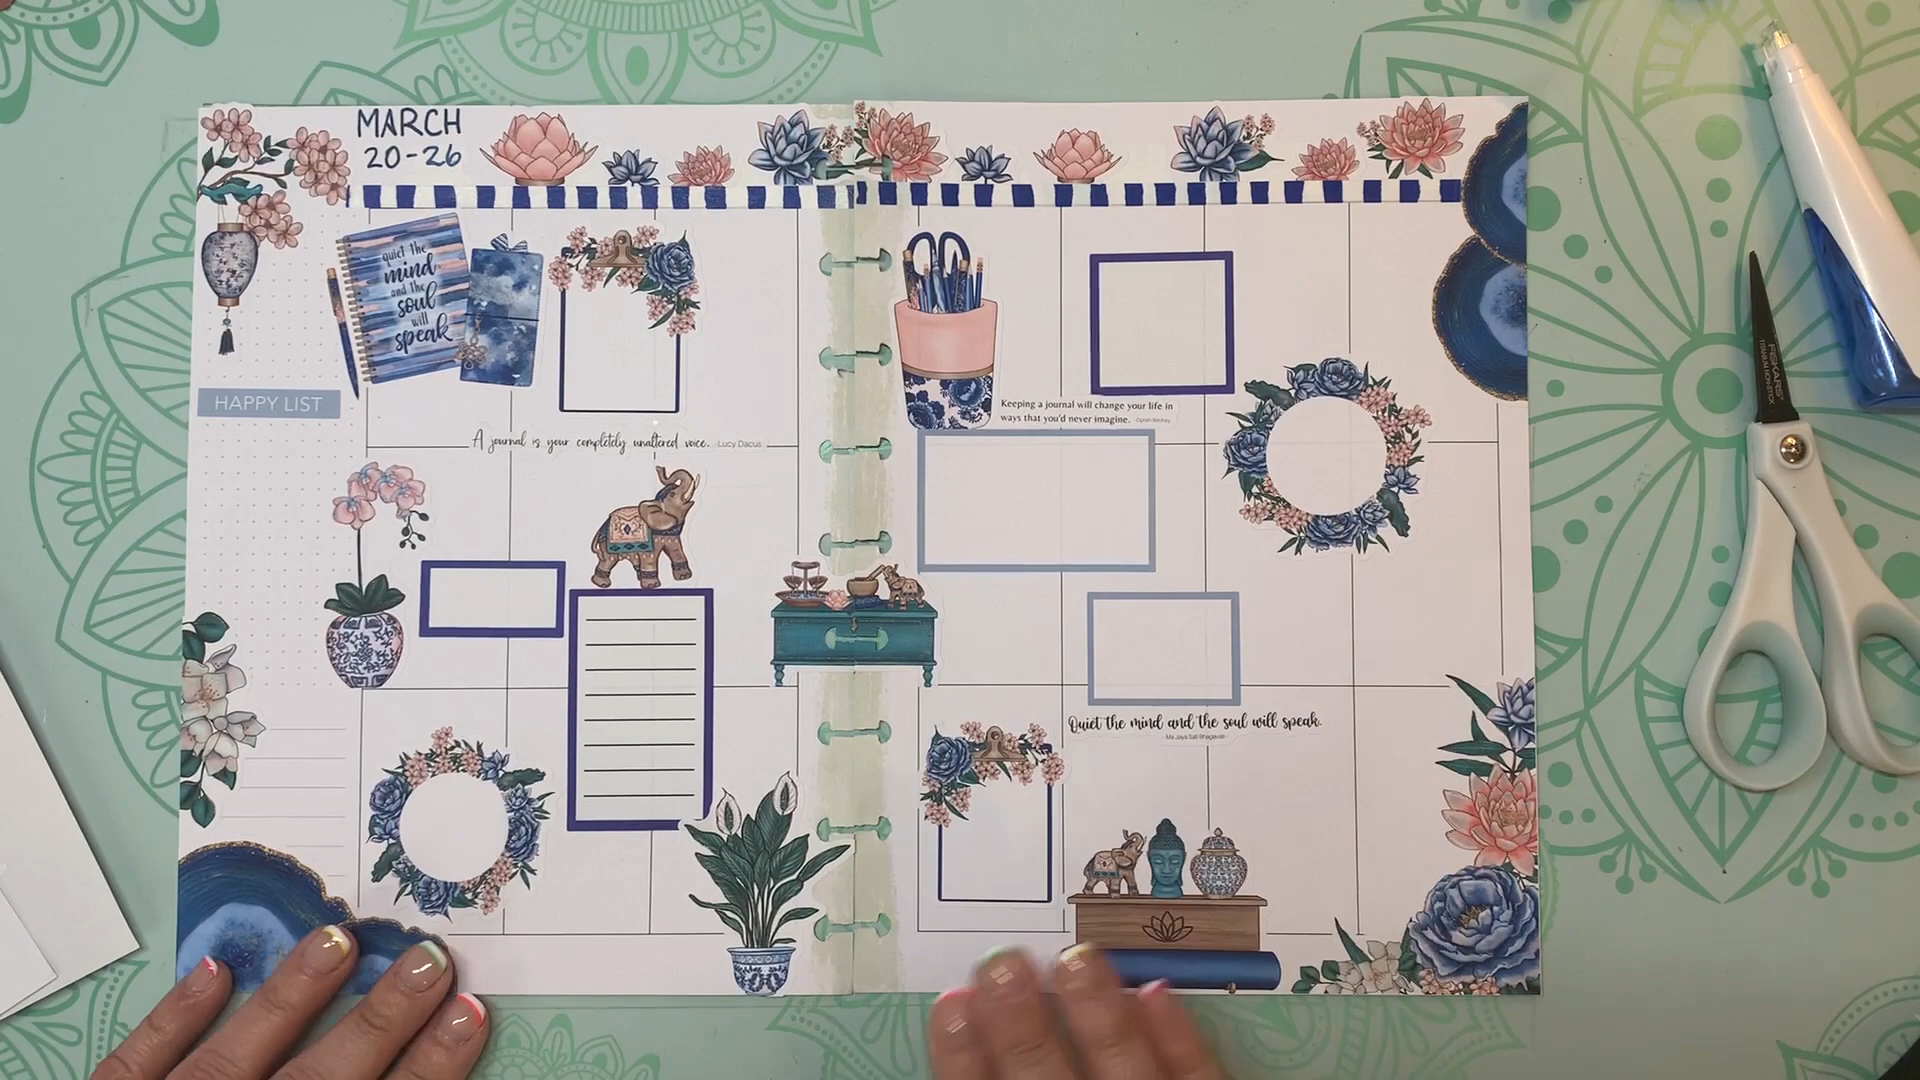 MARCH
20-26
quiet the
mind
and the
soul
will
speak
HAPPY LIST
A journal is your completely unaltered voice. -Lucy Dacus
Keeping a journal will change your life in
ways that you'd never imagine. -Oprah Winfrey
Quiet the mind and the soul will speak.
- Ma Jaya Sati Bhagavati -
FISKARS